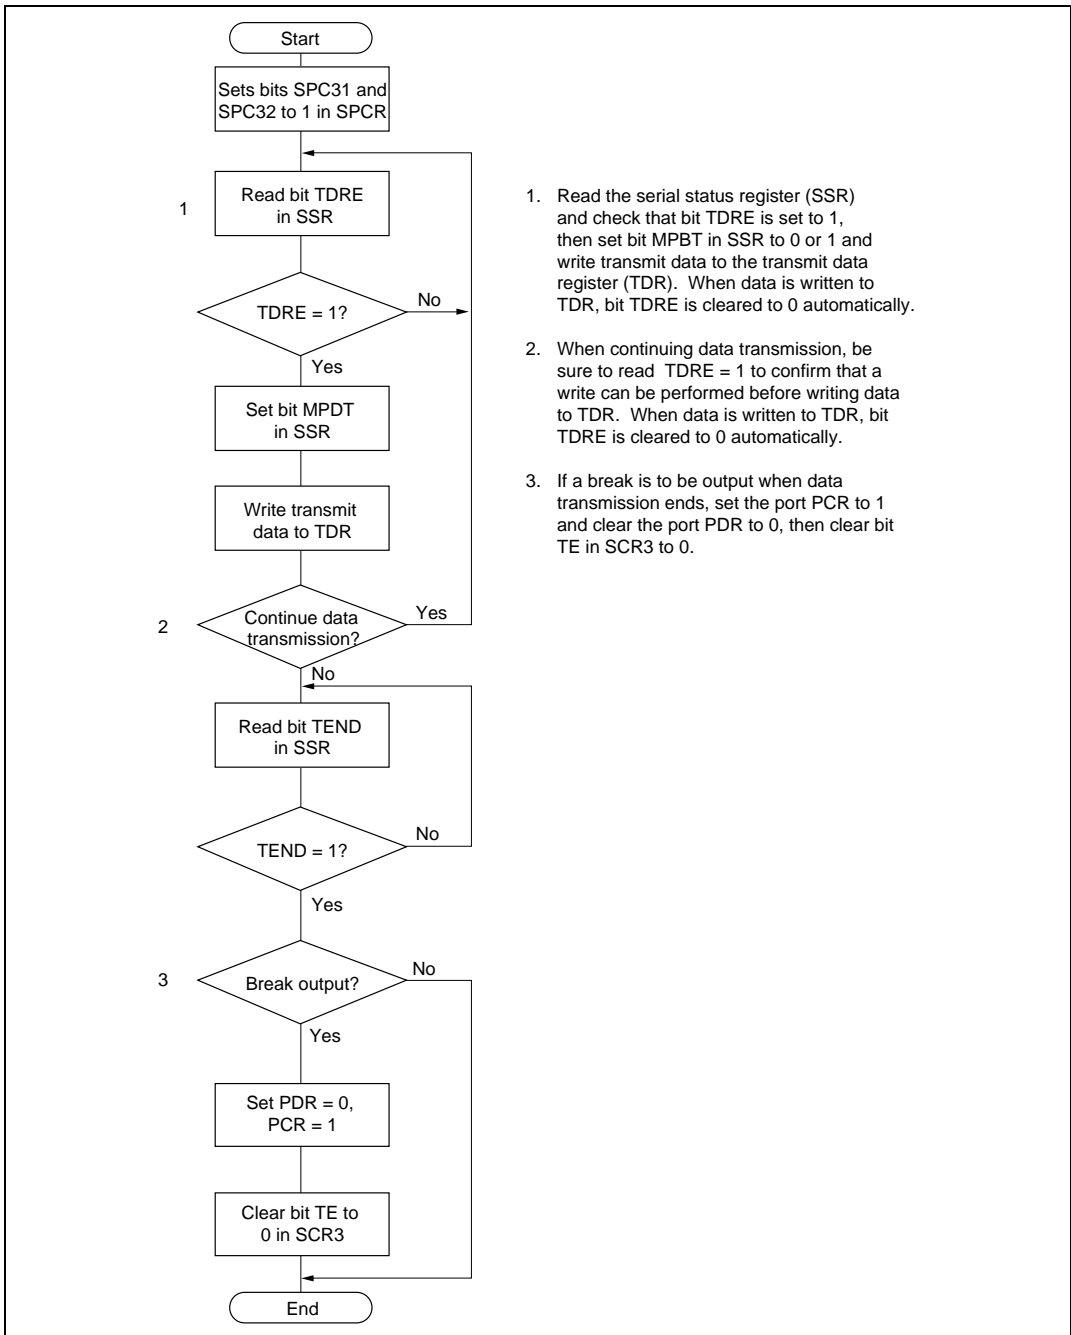 Start
Sets bits SPC31 and
SPC32 to 1 in SPCR
1
Read bit TDRE
in SSR
TDRE = 1?
No
Yes
Set bit MPDT
in SSR
Write transmit
data to TDR
2
Continue data
transmission?
Yes
No
Read bit TEND
in SSR
TEND = 1?
No
Yes
3
Break output?
No
Yes
Set PDR = 0,
PCR = 1
Clear bit TE to
0 in SCR3
End
1. Read the serial status register (SSR)
and check that bit TDRE is set to 1,
then set bit MPBT in SSR to 0 or 1 and
write transmit data to the transmit data
register (TDR). When data is written to
TDR, bit TDRE is cleared to 0 automatically.
2. When continuing data transmission, be
sure to read TDRE = 1 to confirm that a
write can be performed before writing data
to TDR. When data is written to TDR, bit
TDRE is cleared to 0 automatically.
3. If a break is to be output when data
transmission ends, set the port PCR to 1
and clear the port PDR to 0, then clear bit
TE in SCR3 to 0.